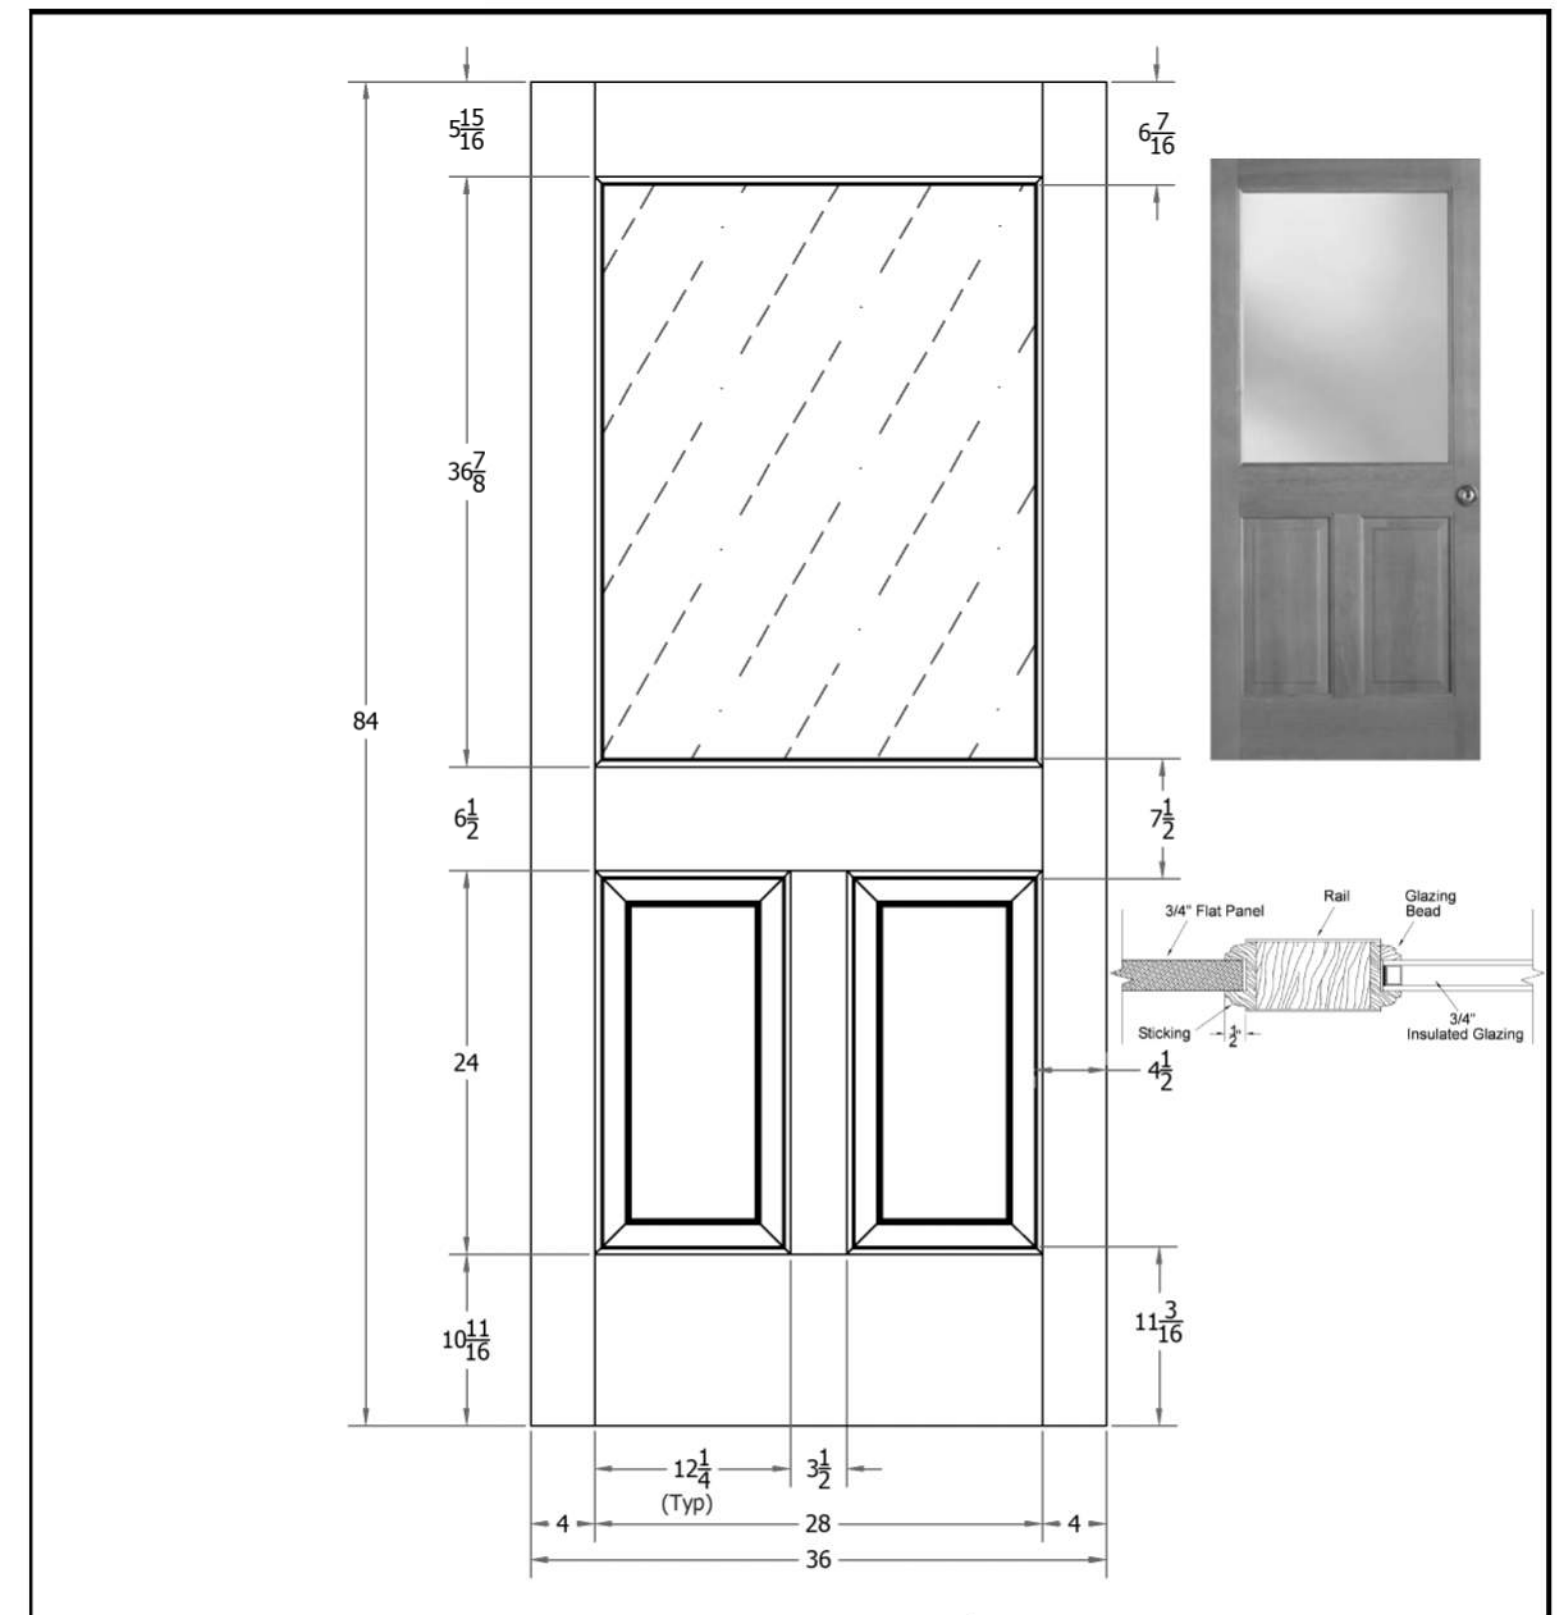 5 15/16
6 7/16
36 7/8
84
6 1/2
7 1/2
3/4" Flat Panel
Rail
Glazing
Bead
Sticking
1/2"
3/4"
Insulated Glazing
24
4 1/2
10 11/16
11 3/16
12 1/4
(Typ)
3 1/2
4
28
4
36